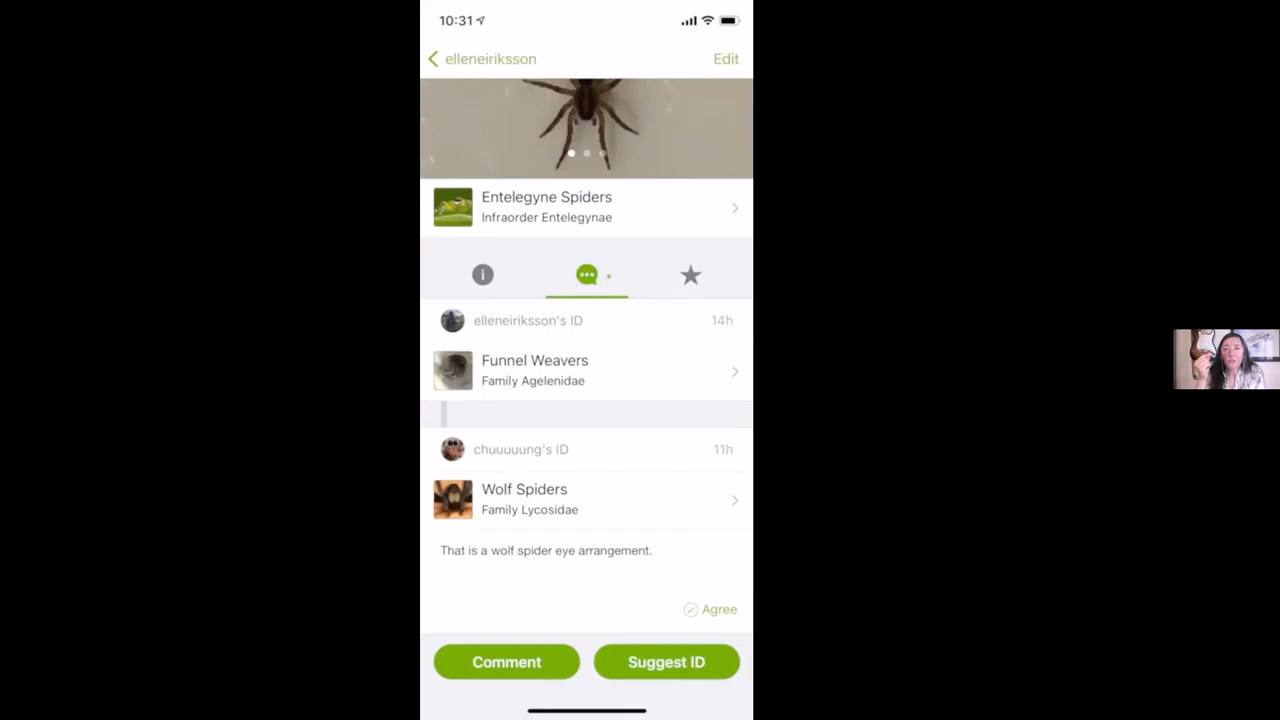 10:31
elleneiriksson
Edit
Entelegyne Spiders
Infraorder Entelegynae
elleneiriksson's ID
14h
Funnel Weavers
Family Agelenidae
chuuuuung's ID
11h
Wolf Spiders
Family Lycosidae
That is a wolf spider eye arrangement.
Agree
Comment
Suggest ID